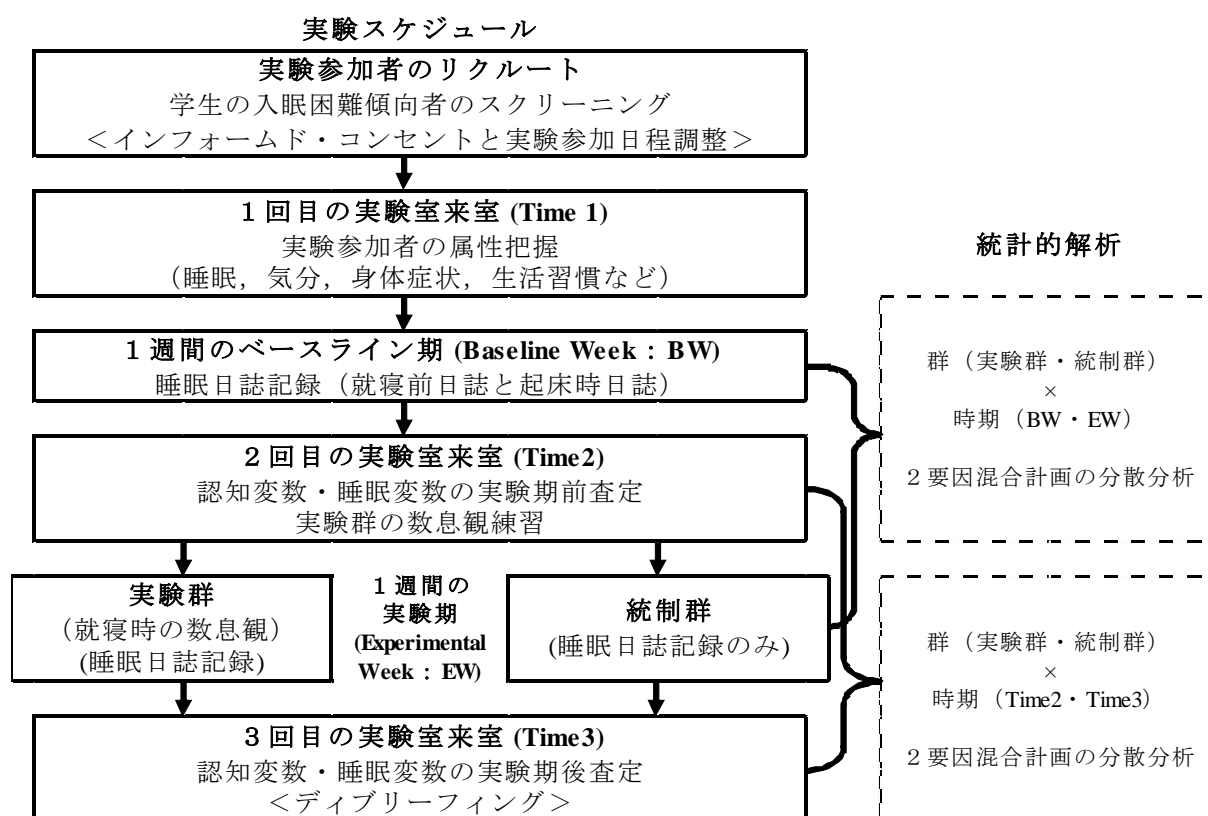 実験スケジュール
実験参加者のリクルート
学生の入眠困難傾向者のスクリーニング
<インフォームド・コンセントと実験参加日程調整>
1回目の実験室来室 (Time 1)
実験参加者の属性把握
（睡眠，気分，身体症状，生活習慣など）
1週間のベースライン期 (Baseline Week：BW)
睡眠日誌記録（就寝前日誌と起床時日誌）
2回目の実験室来室 (Time2)
認知変数・睡眠変数の実験期前査定
実験群の数息観練習
実験群
（就寝時の数息観）
(睡眠日誌記録)
1週間の
実験期
(Experimental
Week：EW)
統制群
(睡眠日誌記録のみ)
3回目の実験室来室 (Time3)
認知変数・睡眠変数の実験期後査定
<ディブリーフィング>
統計的解析
群（実験群・統制群）
×
時期（BW・EW）
2要因混合計画の分散分析
群（実験群・統制群）
×
時期（Time2・Time3）
2要因混合計画の分散分析